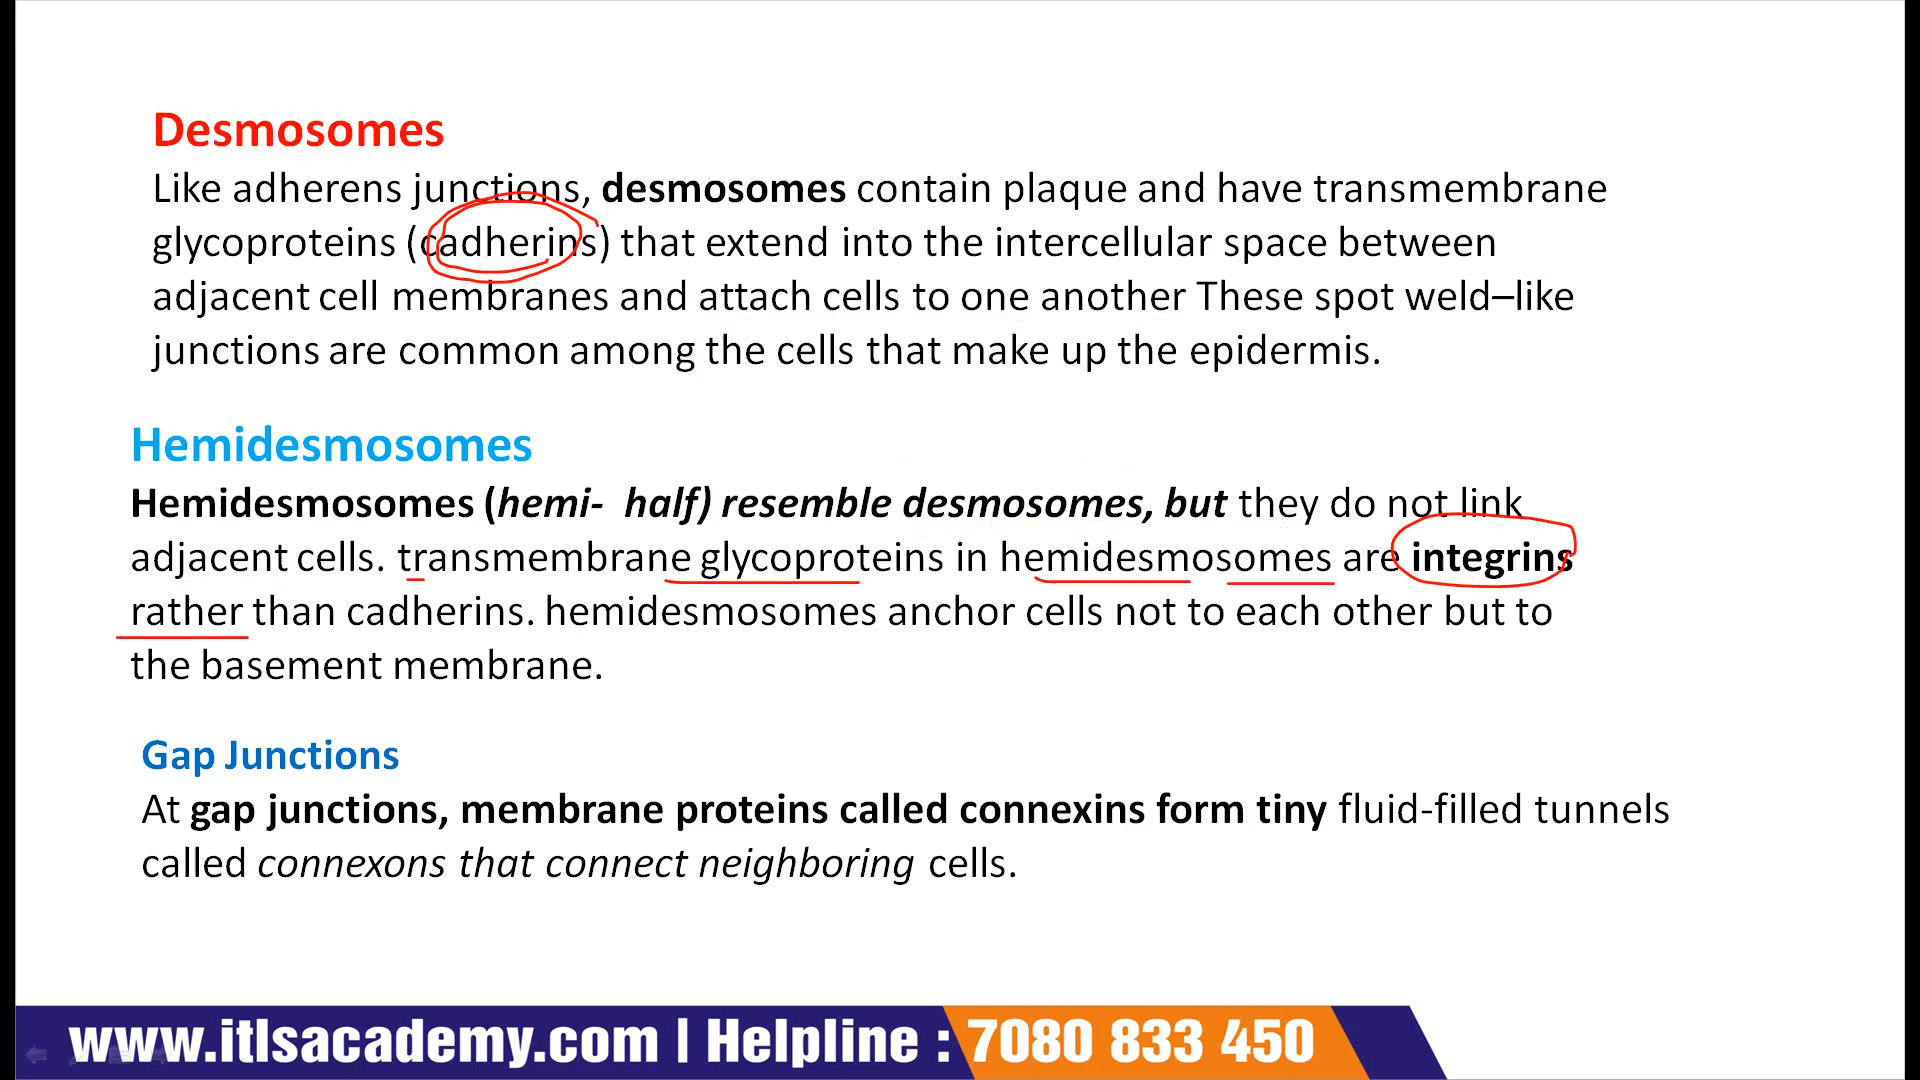 Desmosomes
Like adherens junctions, desmosomes contain plaque and have transmembrane
glycoproteins (cadherins) that extend into the intercellular space between
adjacent cell membranes and attach cells to one another These spot weld–like
junctions are common among the cells that make up the epidermis.
Hemidesmosomes
Hemidesmosomes (hemi- half) resemble desmosomes, but they do not link
adjacent cells. transmembrane glycoproteins in hemidesmosomes are integrins
rather than cadherins. hemidesmosomes anchor cells not to each other but to
the basement membrane.
Gap Junctions
At gap junctions, membrane proteins called connexins form tiny fluid-filled tunnels
called connexons that connect neighboring cells.
www.itlsacademy.com | Helpline : 7080 833 450